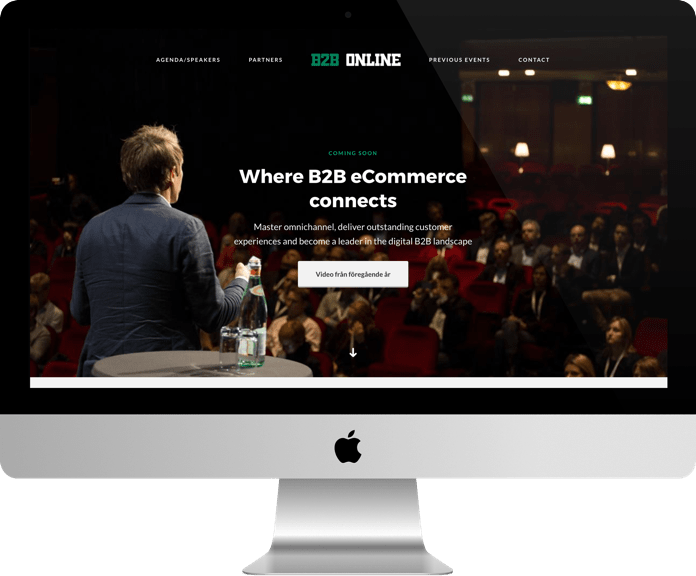 AGENDA/SPEAKERS PARTNERS B2B ONLINE PREVIOUS EVENTS CONTACT
COMING SOON
Where B2B eCommerce
connects
Master omnichannel, deliver outstanding customer
experiences and become a leader in the digital B2B landscape
Video från föregående år